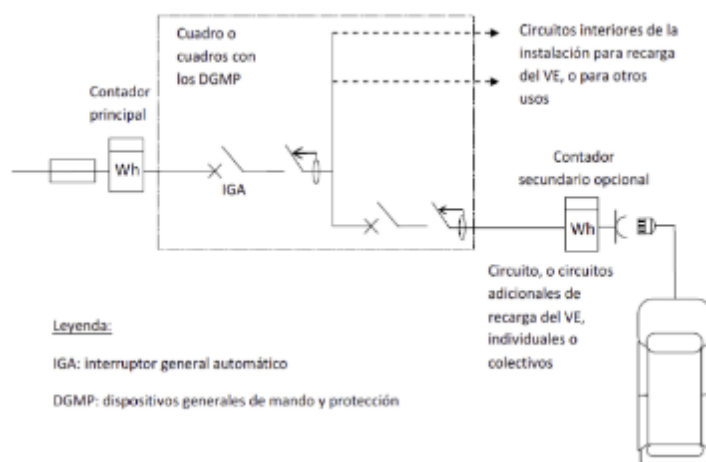 Cuadro o
cuadros con
los DGMP
Circuitos interiores de la
instalación para recarga
del VE, o para otros
usos
Contador
principal
Wh
IGA
Contador
secundario opcional
Wh
Circuito, o circuitos
adicionales de
recarga del VE,
individuales o
colectivos
Leyenda:
IGA: interruptor general automático
DGMP: dispositivos generales de mando y protección